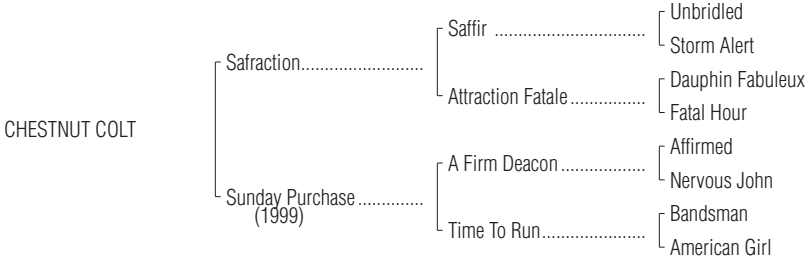 Unbridled
Saffir ................................
Storm Alert
Safraction..........................
Dauphin Fabuleux
Attraction Fatale................
Fatal Hour
CHESTNUT COLT
Affirmed
A Firm Deacon..................
Nervous John
Sunday Purchase..............
(1999)
Bandsman
Time To Run......................
American Girl